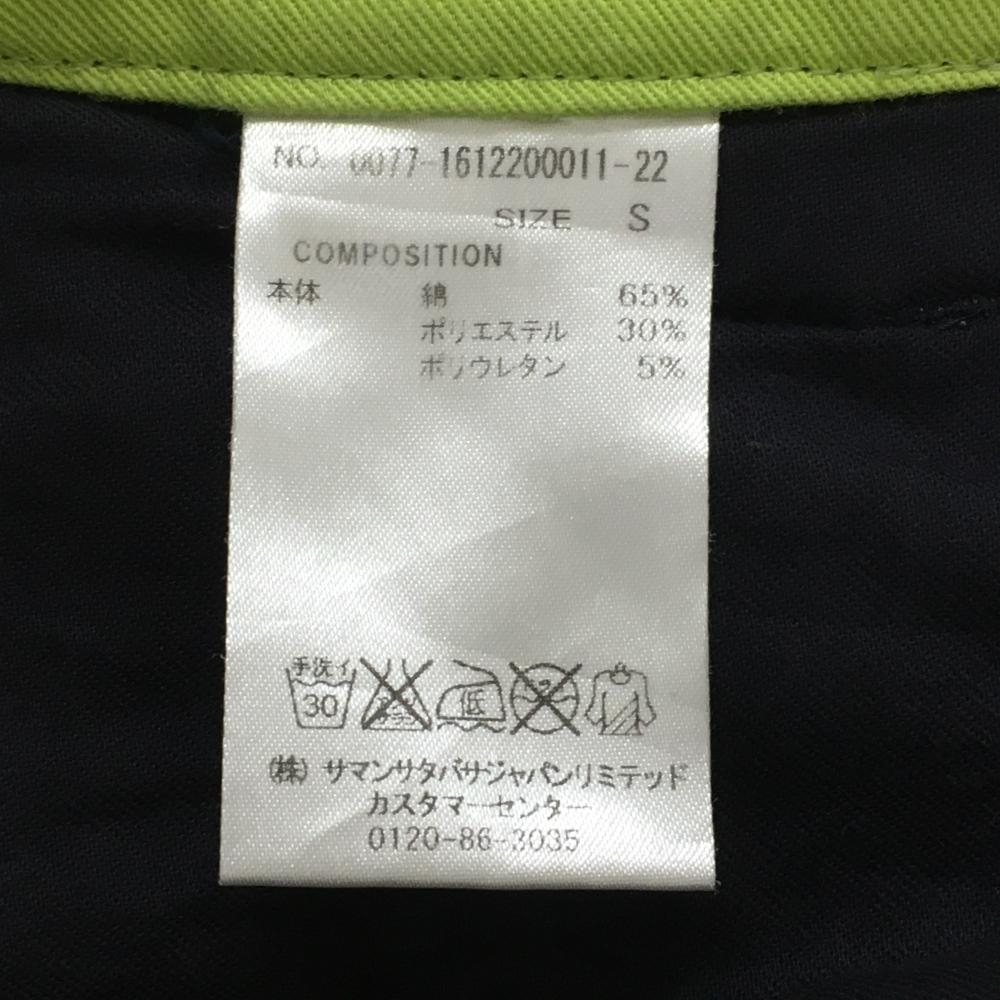 NO. 0077-1612200011-22
SIZE S
COMPOSITION
本体 綿 65%
ポリエステル 30%
ポリウレタン 5%
手洗イ
30 低
(株) サマンサタバサジャパンリミテッド
カスタマーセンター
0120-86-3035